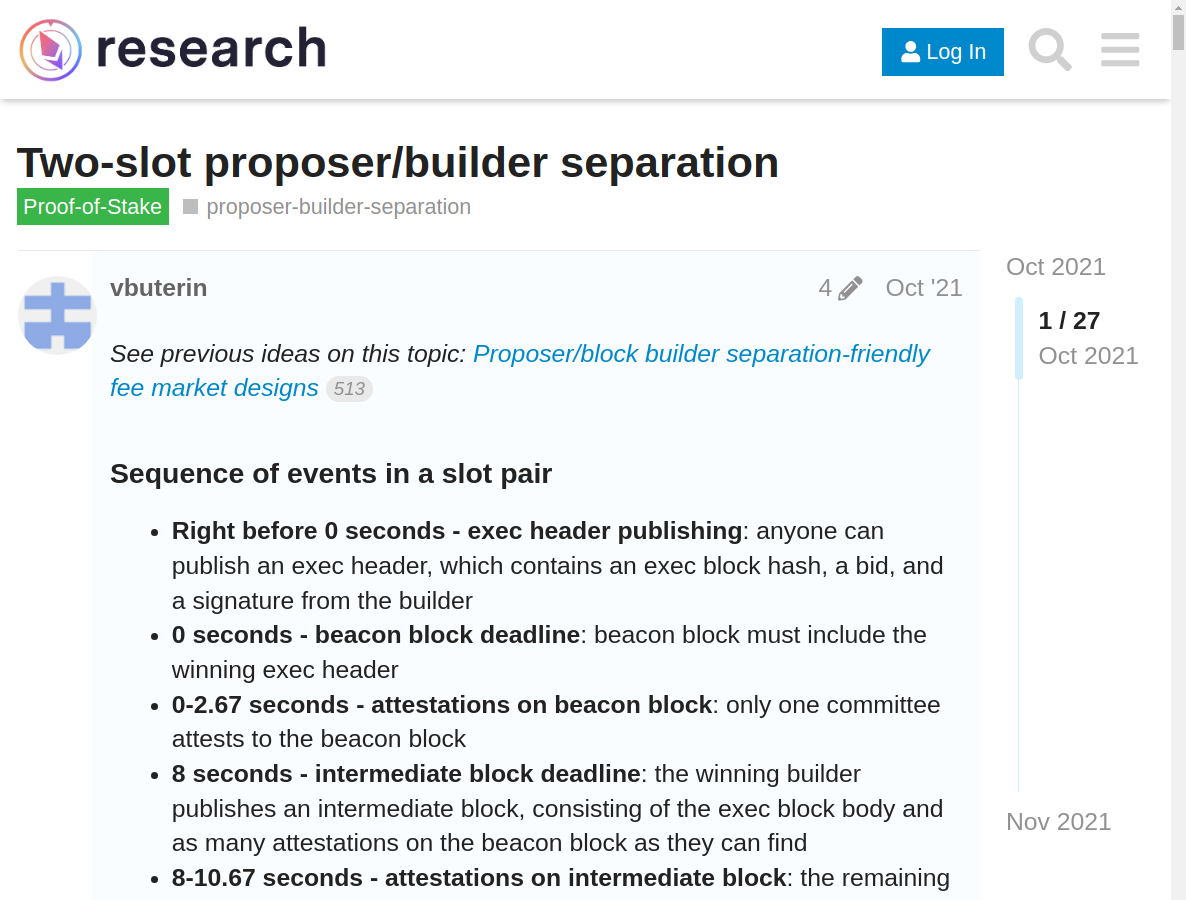 research
Log In
Two-slot proposer/builder separation
Proof-of-Stake proposer-builder-separation
vbuterin 4 Oct '21
See previous ideas on this topic: Proposer/block builder separation-friendly
fee market designs 513
Sequence of events in a slot pair
• Right before 0 seconds - exec header publishing: anyone can
publish an exec header, which contains an exec block hash, a bid, and
a signature from the builder
• 0 seconds - beacon block deadline: beacon block must include the
winning exec header
• 0-2.67 seconds - attestations on beacon block: only one committee
attests to the beacon block
• 8 seconds - intermediate block deadline: the winning builder
publishes an intermediate block, consisting of the exec block body and
as many attestations on the beacon block as they can find
• 8-10.67 seconds - attestations on intermediate block: the remaining
Oct 2021
1 / 27
Oct 2021
Nov 2021